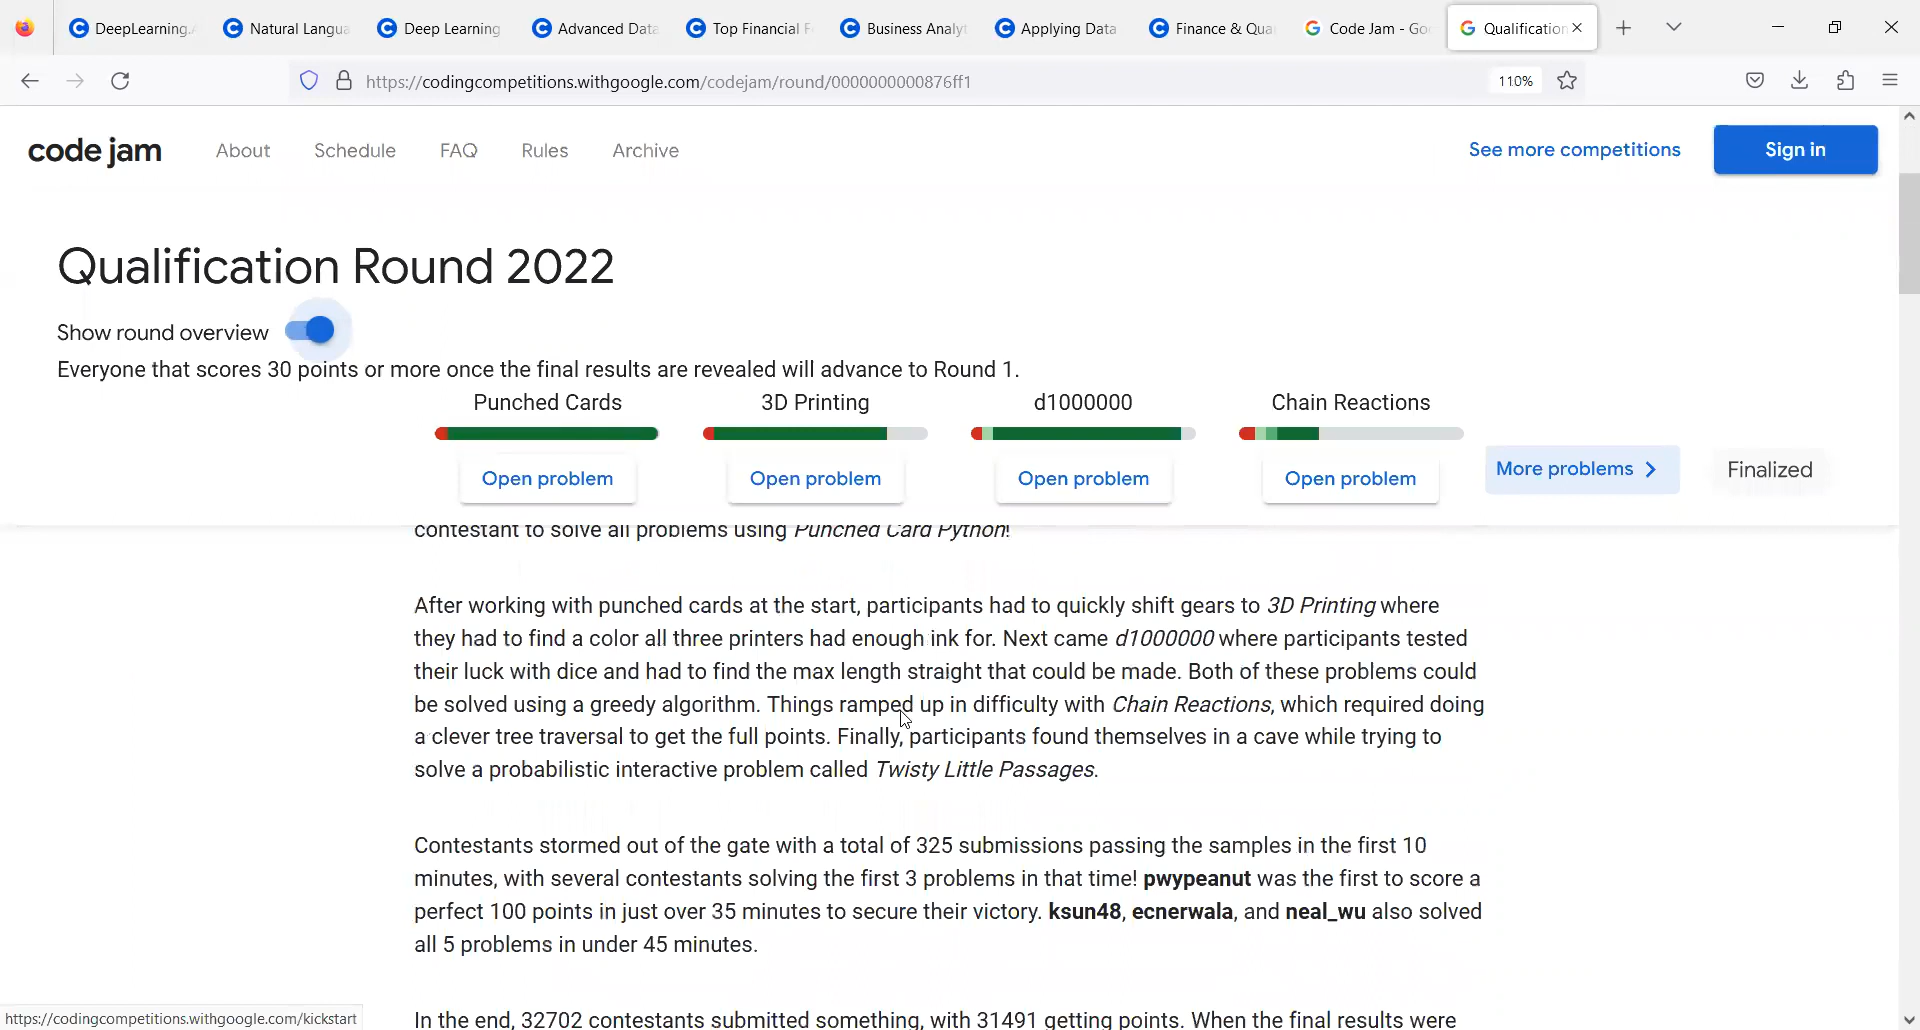 DeepLearning.A
Natural Langua
Deep Learning
Advanced Data
Top Financial R
Business Analyt
Applying Data
Finance & Qua
Code Jam - Goo
Qualification
https://codingcompetitions.withgoogle.com/codejam/round/0000000000876ff1
110%
code jam
About
Schedule
FAQ
Rules
Archive
See more competitions
Sign in
Qualification Round 2022
Show round overview
Everyone that scores 30 points or more once the final results are revealed will advance to Round 1.
Punched Cards
3D Printing
d1000000
Chain Reactions
Open problem
Open problem
Open problem
Open problem
More problems
Finalized
contestant to solve all problems using Punched Card Python!
After working with punched cards at the start, participants had to quickly shift gears to 3D Printing where
they had to find a color all three printers had enough ink for. Next came d1000000 where participants tested
their luck with dice and had to find the max length straight that could be made. Both of these problems could
be solved using a greedy algorithm. Things ramped up in difficulty with Chain Reactions, which required doing
a clever tree traversal to get the full points. Finally, participants found themselves in a cave while trying to
solve a probabilistic interactive problem called Twisty Little Passages.
Contestants stormed out of the gate with a total of 325 submissions passing the samples in the first 10
minutes, with several contestants solving the first 3 problems in that time! pwypeanut was the first to score a
perfect 100 points in just over 35 minutes to secure their victory. ksun48, ecnerwala, and neal_wu also solved
all 5 problems in under 45 minutes.
https://codingcompetitions.withgoogle.com/kickstart
In the end, 32702 contestants submitted something, with 31491 getting points. When the final results were